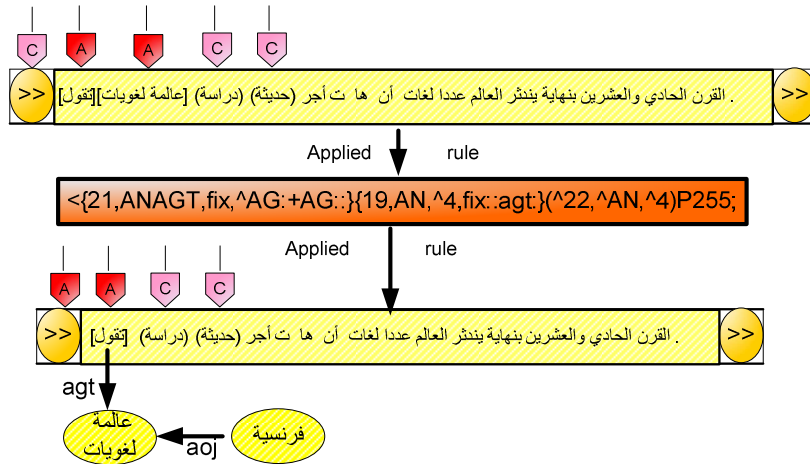 C A A C C
>> [تقول][عالمة لغويات] (دراسة) (حديثة) أجر ت ها أن لغات عددا العالم يندثر بنهاية والعشرين الحادي القرن . >>
Applied rule
<{21,ANAGT,fix,^AG:+AG::}{19,AN,^4,fix::agt:}(^22,^AN,^4)P255;
Applied rule
A A C C
>> [تقول] (دراسة) (حديثة) أجر ت ها أن لغات عددا العالم يندثر بنهاية والعشرين الحادي القرن . >>
agt
عالمة
لغويات
aoj
فرنسية